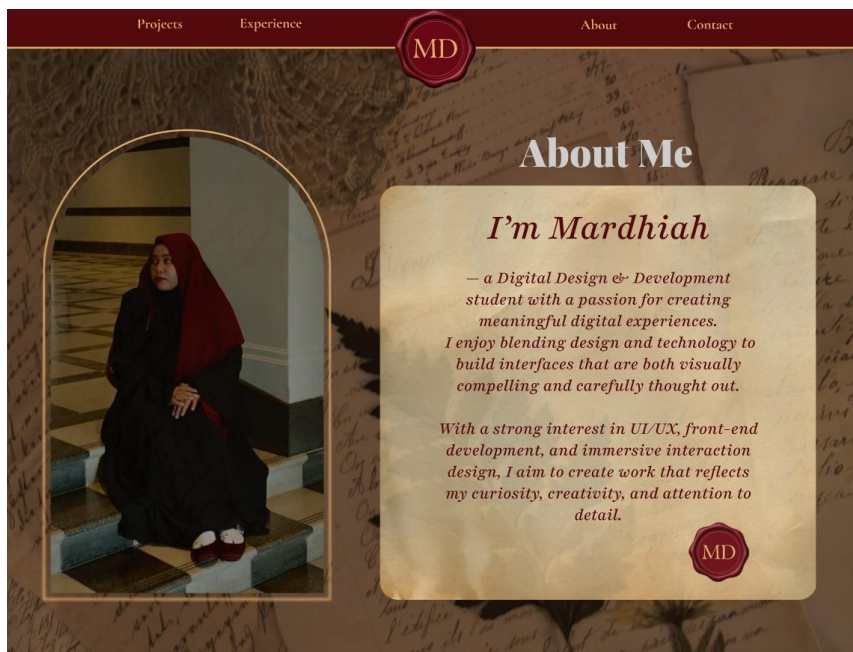 Projects
Experience
MD
About
Contact
About Me
I'm Mardhiah
— a Digital Design & Development
student with a passion for creating
meaningful digital experiences.
I enjoy blending design and technology to
build interfaces that are both visually
compelling and carefully thought out.
With a strong interest in UI/UX, front-end
development, and immersive interaction
design, I aim to create work that reflects
my curiosity, creativity, and attention to
detail.
MD